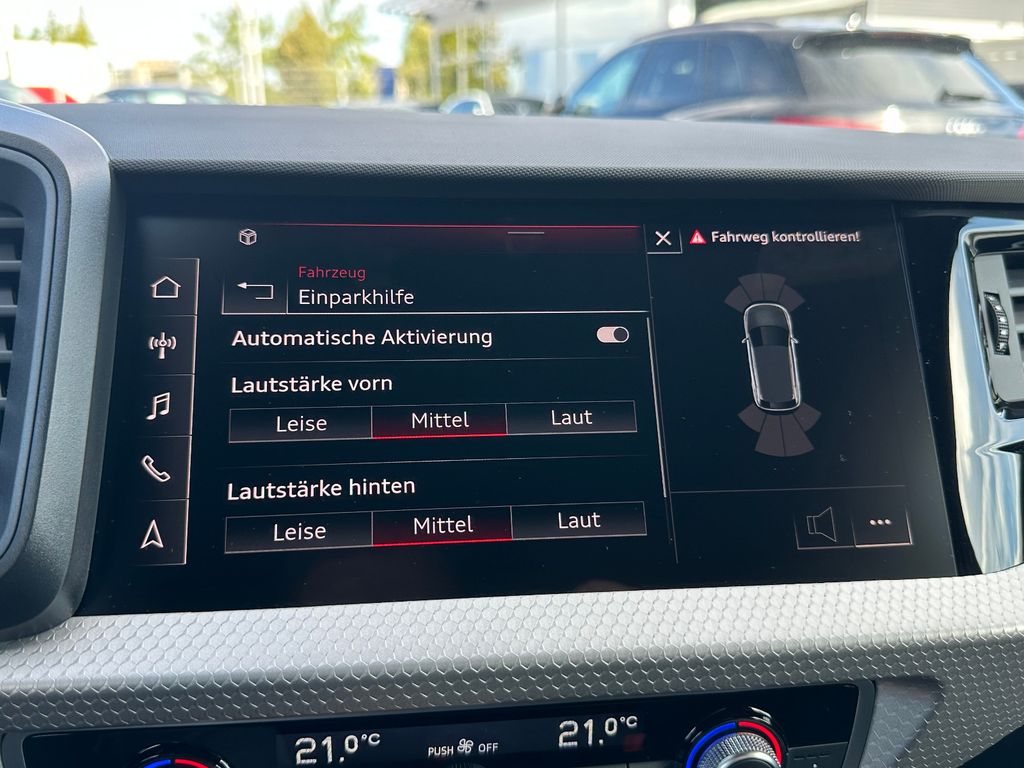 Fahrweg kontrollieren!
Fahrzeug
Einparkhilfe
Automatische Aktivierung
Lautstärke vorn
Leise Mittel Laut
Lautstärke hinten
Leise Mittel Laut
21.0°C PUSH OFF 21.0°C